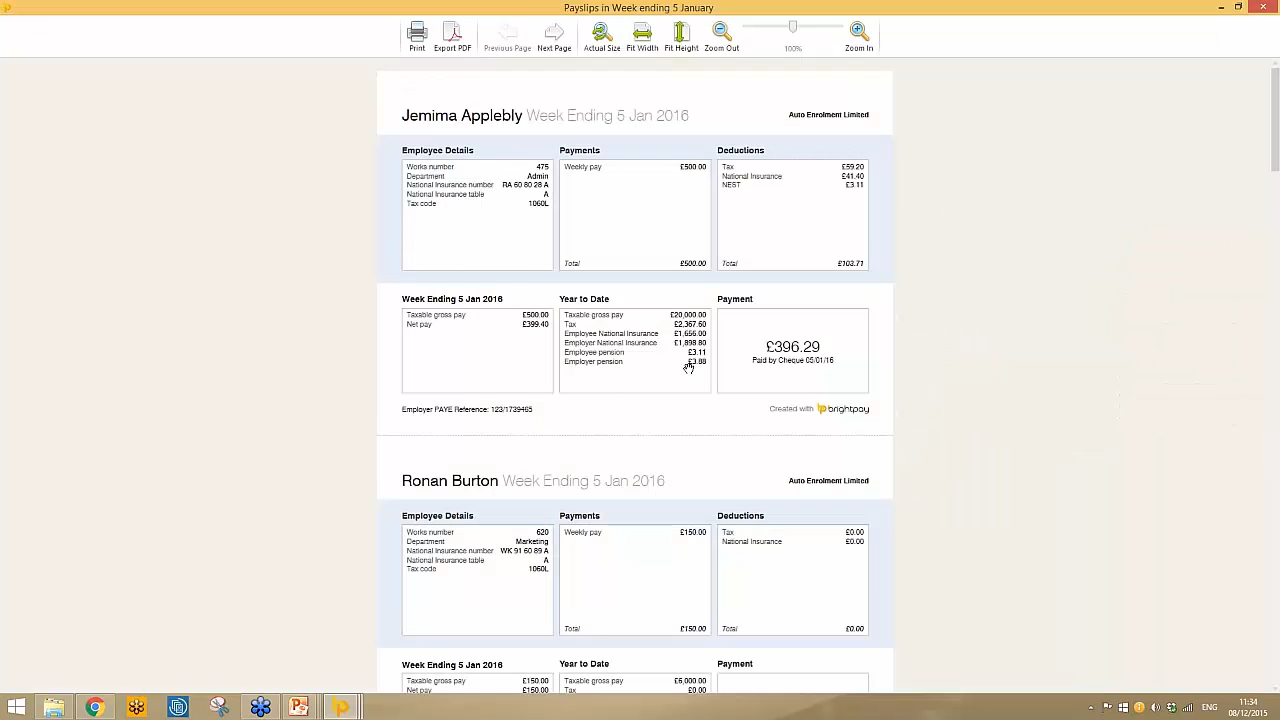 Payslips in Week ending 5 January
Print Export PDF Previous Page Next Page Actual Size Fit Width Fit Height Zoom Out 100% Zoom In
Jemima Applebly Week Ending 5 Jan 2016 Auto Enrolment Limited
Employee Details Payments Deductions
Works number 475 Weekly pay £500.00 Tax £59.20
Department Admin National Insurance £41.40
National Insurance number RA 60 80 28 A NEST £3.11
National Insurance table A
Tax code 1060L
Total £500.00 Total £103.71
Week Ending 5 Jan 2016 Year to Date Payment
Taxable gross pay £500.00 Taxable gross pay £20,000.00
Net pay £399.40 Tax £2,367.60
Employee National Insurance £1,656.00
Employer National Insurance £1,898.80
£396.29
Employee pension £3.11
Paid by Cheque 05/01/16
Employer pension £3.88
Employer PAYE Reference: 123/1739465 Created with brightpay
Ronan Burton Week Ending 5 Jan 2016 Auto Enrolment Limited
Employee Details Payments Deductions
Works number 620 Weekly pay £150.00 Tax £0.00
Department Marketing National Insurance £0.00
National Insurance number WK 91 60 89 A
National Insurance table A
Tax code 1060L
Total £150.00 Total £0.00
Week Ending 5 Jan 2016 Year to Date Payment
Taxable gross pay £150.00 Taxable gross pay £6,000.00
Net pay £150.00 Tax £0.00
ENG 11:34
08/12/2015